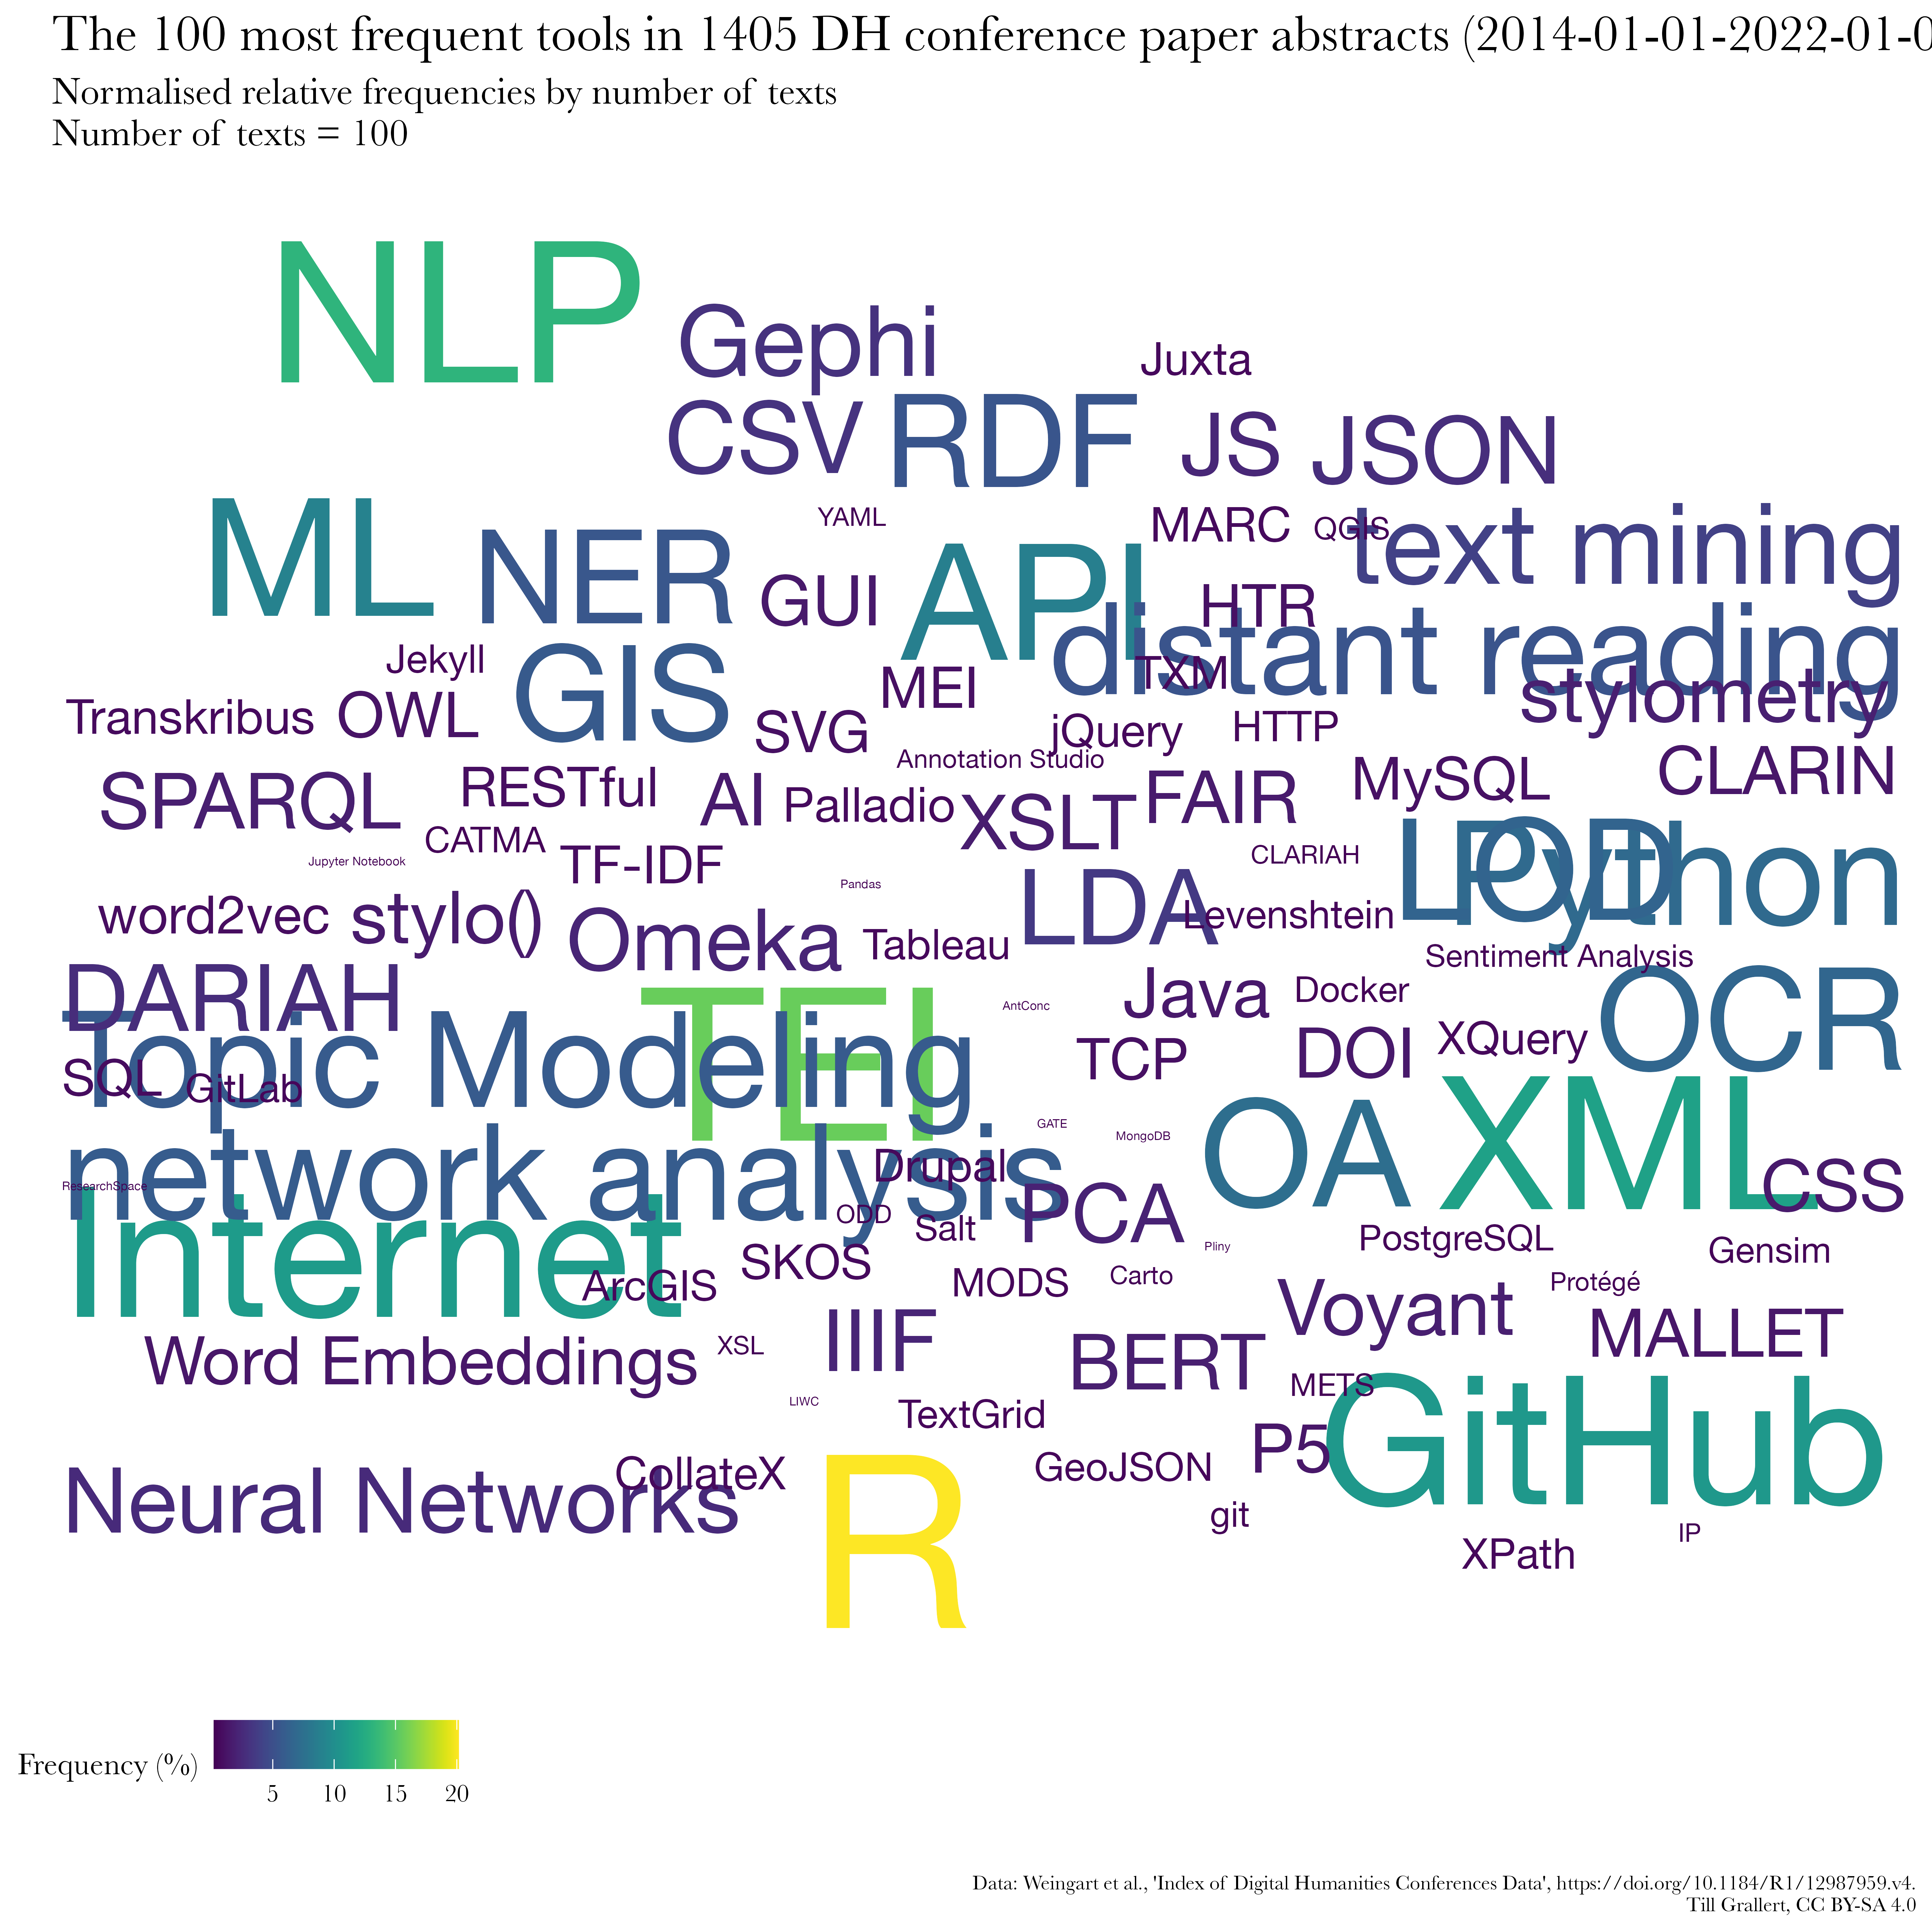 The 100 most frequent tools in 1405 DH conference paper abstracts (2014-01-01-2022-01-0
Normalised relative frequencies by number of texts
Number of texts = 100
NLP
Gephi
Juxta
CSV
RDF
JS
JSON
ML
NER
YAML
API
MARC
QGIS
text mining
GUI
HTR
distant reading
Jekyll
GIS
MEI
TXM
stylometry
Transkribus
OWL
SVG
jQuery
HTTP
Annotation Studio
SPARQL
RESTful
AI
Palladio
XSLT
FAIR
MySQL
CLARIN
CATMA
Jupyter Notebook
TF-IDF
Pandas
CLARIAH
LOD
Python
word2vec
stylo()
Omeka
Tableau
LDA
Levenshtein
Sentiment Analysis
DARIAH
TEI
AntConc
Java
Docker
OCR
Topic Modeling
SQL
GitLab
TCP
DOI
XQuery
GATE
MongoDB
OA
XML
network analysis
ResearchSpace
Drupal
CSS
Internet
ODD
Salt
PCA
Pliny
PostgreSQL
Gensim
ArcGIS
SKOS
MODS
Carto
Protégé
Voyant
MALLET
Word Embeddings
XSL
IIIF
BERT
METS
GitHub
LIWC
TextGrid
P5
Neural Networks
CollateX
R
GeoJSON
git
XPath
IP
Frequency (%)
5 10 15 20
Data: Weingart et al., 'Index of Digital Humanities Conferences Data', https://doi.org/10.1184/R1/12987959.v4.
Till Grallert, CC BY-SA 4.0